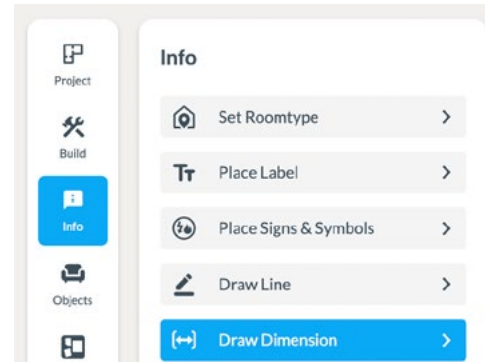 Project
Build
Info
Objects
Info
Set Roomtype
Place Label
Place Signs & Symbols
Draw Line
Draw Dimension